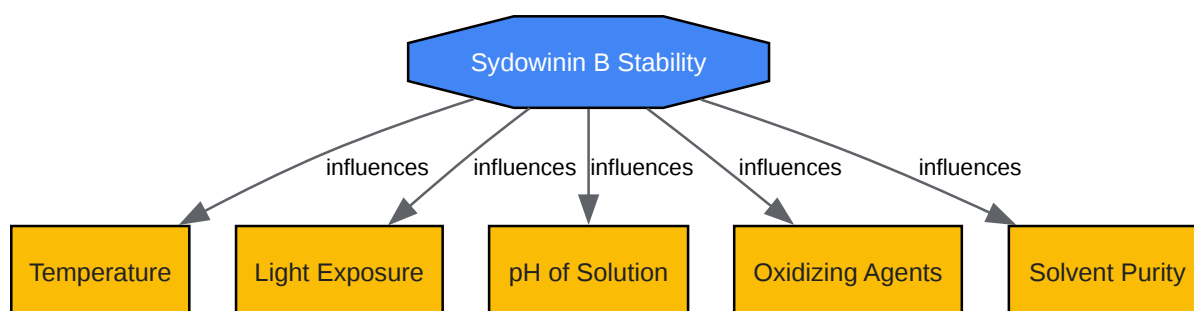 Sydowinin B Stability
influences influences influences influences influences
Temperature Light Exposure pH of Solution Oxidizing Agents Solvent Purity